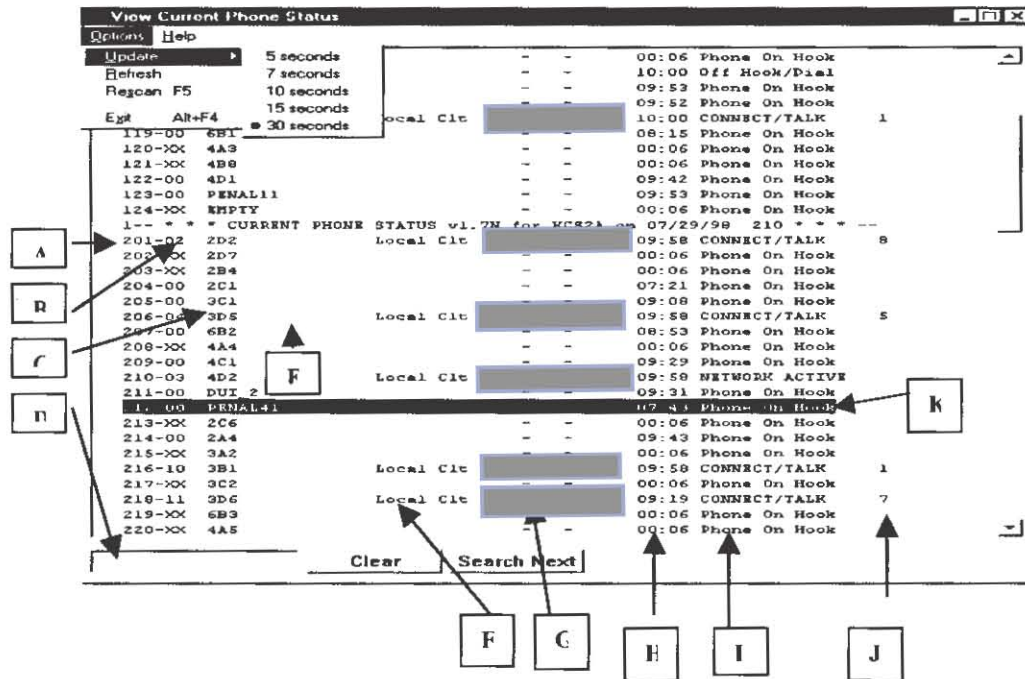 View Current Phone Status
Options Help
Update 5 seconds - - 00:06 Phone On Hook
Refresh 7 seconds - - 10:00 Off Hook/Dial
Rescan F5 10 seconds - - 09:53 Phone On Hook
15 seconds - - 09:52 Phone On Hook
Exit Alt+F4 30 seconds ocal Clt 10:00 CONNECT/TALK 1
119-00 6B1 08:15 Phone On Hook
120-XX 4A3 - - 00:06 Phone On Hook
121-XX 4B8 - - 00:06 Phone On Hook
122-00 4D1 - - 09:42 Phone On Hook
123-00 PENAL11 - - 09:53 Phone On Hook
124-XX EMPTY - - 00:06 Phone On Hook
1-- * * * CURRENT PHONE STATUS v1.7N for on 07/29/98 210 * * * --
A 201-02 2D2 Local Clt 09:58 CONNECT/TALK 8
202-XX 2D7 00:06 Phone On Hook
203-XX 2B4 - - 00:06 Phone On Hook
B 204-00 2C1 - - 07:21 Phone On Hook
205-00 3C1 - - 09:08 Phone On Hook
206-04 3D5 Local Clt 09:58 CONNECT/TALK 5
207-00 6B2 08:53 Phone On Hook
208-XX 4A4 - - 00:06 Phone On Hook
C 209-00 4C1 - - 09:29 Phone On Hook
210-03 4D2 Local Clt 09:58 NETWORK ACTIVE
211-00 DUI 2 09:31 Phone On Hook
PENAL41 - - 07:43 Phone On Hook K
213-XX 2C6 - - 00:06 Phone On Hook
214-00 2A4 - - 09:43 Phone On Hook
215-XX 3A2 - - 00:06 Phone On Hook
216-10 3B1 Local Clt 09:58 CONNECT/TALK 1
217-XX 3C2 00:06 Phone On Hook
218-11 3D6 Local Clt 09:19 CONNECT/TALK 7
219-XX 6B3 00:06 Phone On Hook
220-XX 4A5 - - 00:06 Phone On Hook
Clear Search Next
F G H I J